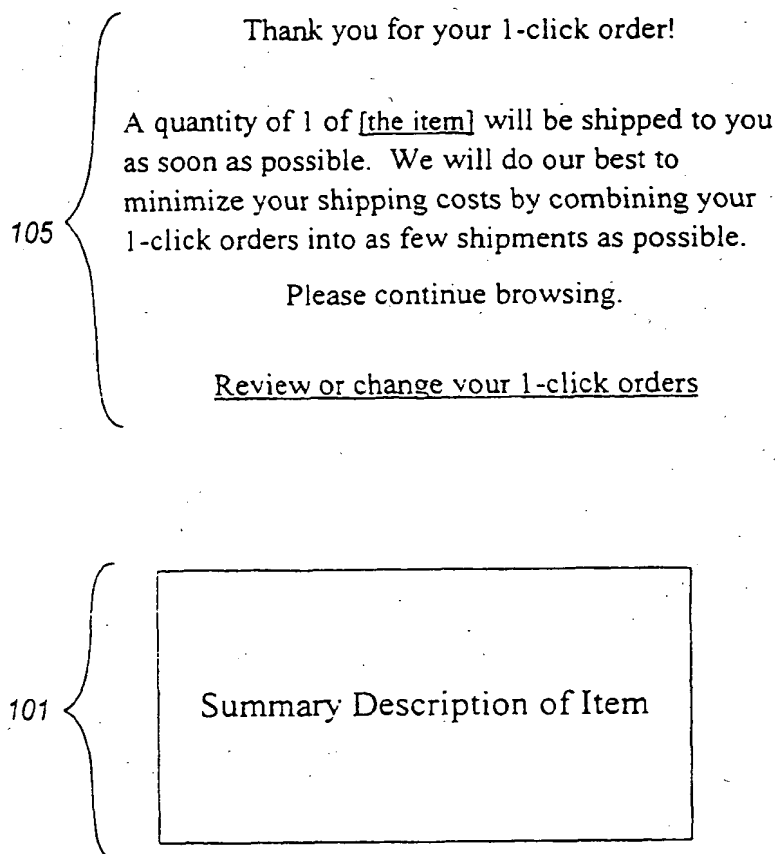 Thank you for your 1-click order!
A quantity of 1 of [the item] will be shipped to you
as soon as possible. We will do our best to
minimize your shipping costs by combining your
1-click orders into as few shipments as possible.
105
Please continue browsing.
Review or change your 1-click orders
101
Summary Description of Item